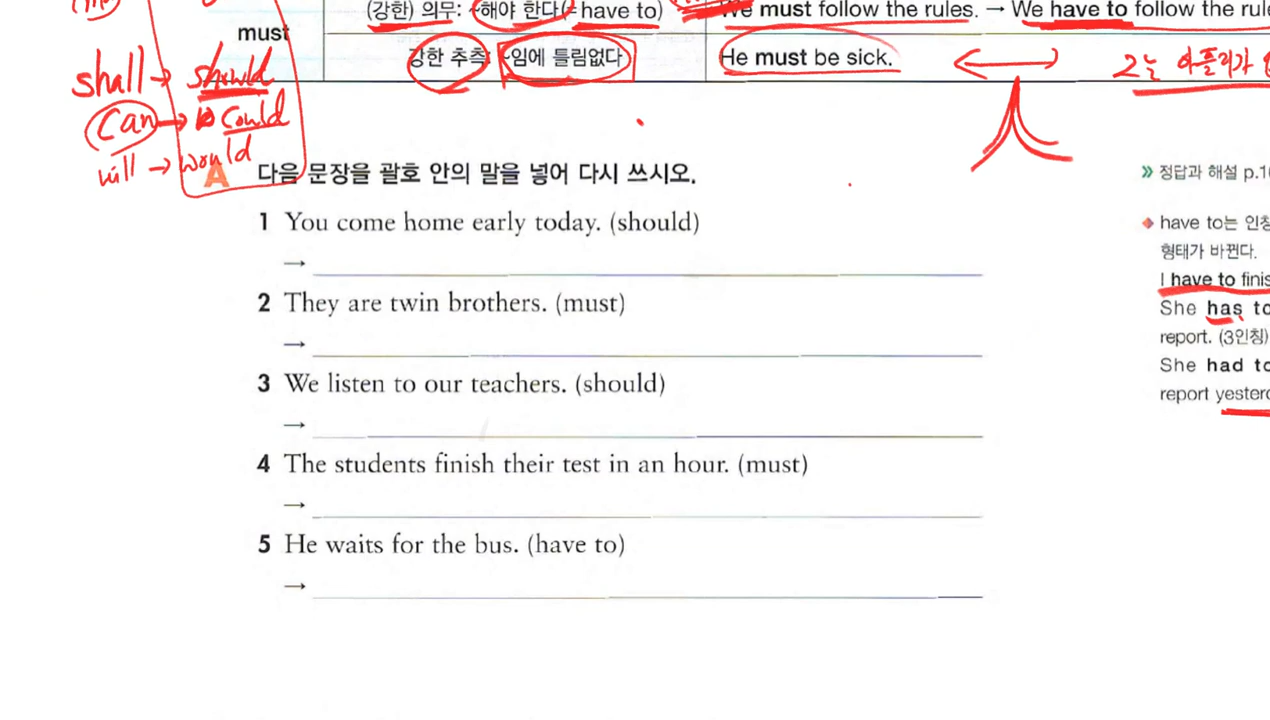 (강한) 의무: ~해야 한다(= have to)
We must follow the rules. → We have to follow the rule
must
강한 추측: ~임에 틀림없다
He must be sick.
shall → should
can → could
will → would
A 다음 문장을 괄호 안의 말을 넣어 다시 쓰시오.
1 You come home early today. (should)
→
2 They are twin brothers. (must)
→
3 We listen to our teachers. (should)
→
4 The students finish their test in an hour. (must)
→
5 He waits for the bus. (have to)
→
» 정답과 해설 p.1
have to는 인칭
형태가 바뀐다.
I have to finis
She has to
report. (3인칭)
She had to
report yester